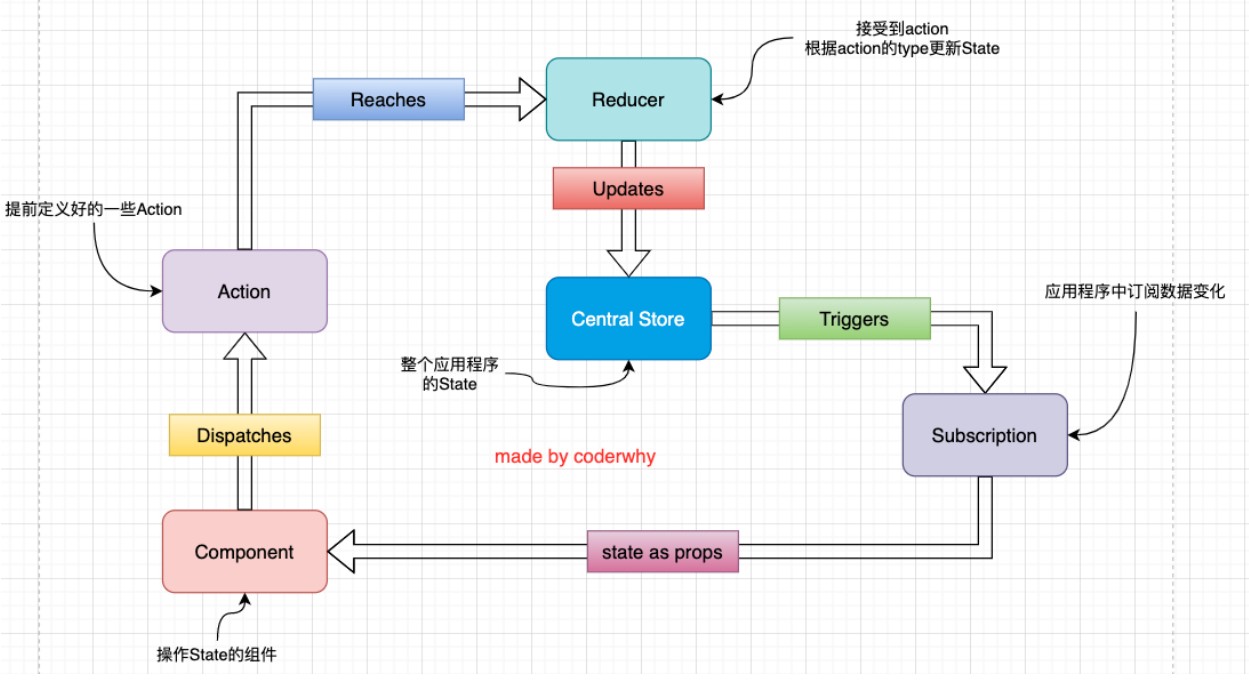 接受到action
根据action的type更新State
Reaches
Reducer
Updates
提前定义好的一些Action
Action
Central Store
Triggers
应用程序中订阅数据变化
整个应用程序
的State
Dispatches
Subscription
made by coderwhy
Component
state as props
操作State的组件